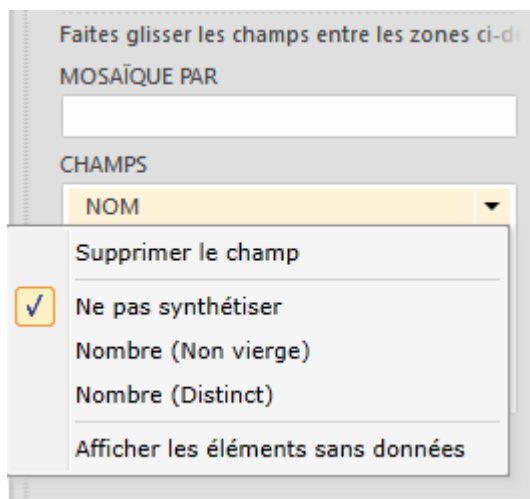 Faites glisser les champs entre les zones ci-d
MOSAÏQUE PAR
CHAMPS
NOM
Supprimer le champ
Ne pas synthétiser
Nombre (Non vierge)
Nombre (Distinct)
Afficher les éléments sans données